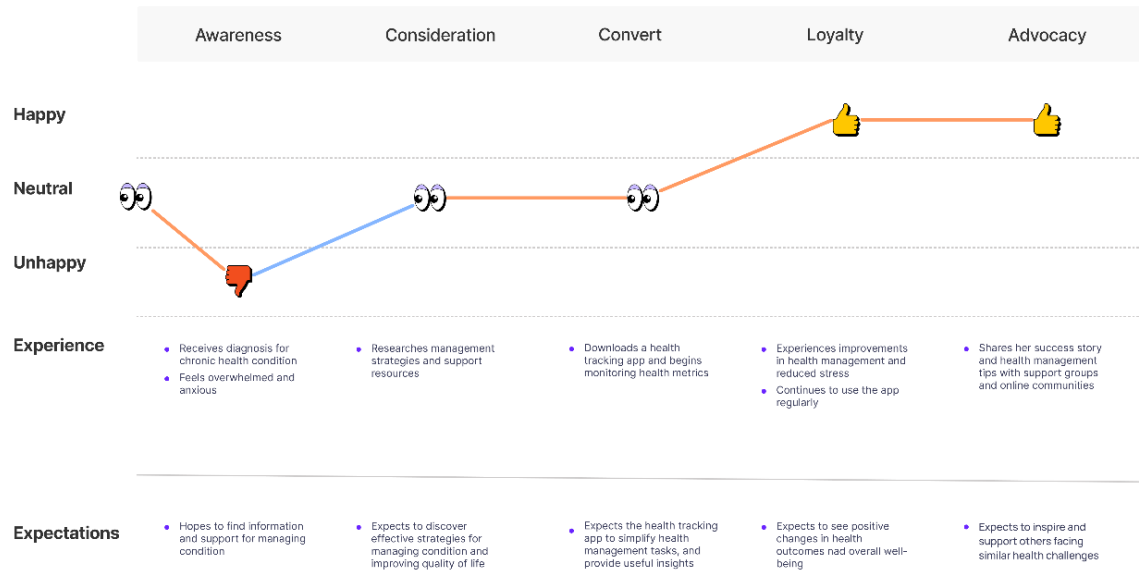 Awareness
Consideration
Convert
Loyalty
Advocacy
Happy
Neutral
Unhappy
Experience
Receives diagnosis for
chronic health condition
Feels overwhelmed and
anxious
Researches management
strategies and support
resources
Downloads a health
tracking app and begins
monitoring health metrics
Experiences improvements
in health management and
reduced stress
Continues to use the app
regularly
Shares her success story
and health management
tips with support groups
and online communities
Expectations
Hopes to find information
and support for managing
condition
Expects to discover
effective strategies for
managing condition and
improving quality of life
Expects the health tracking
app to simplify health
management tasks, and
provide useful insights
Expects to see positive
changes in health
outcomes nad overall well-
being
Expects to inspire and
support others facing
similar health challenges